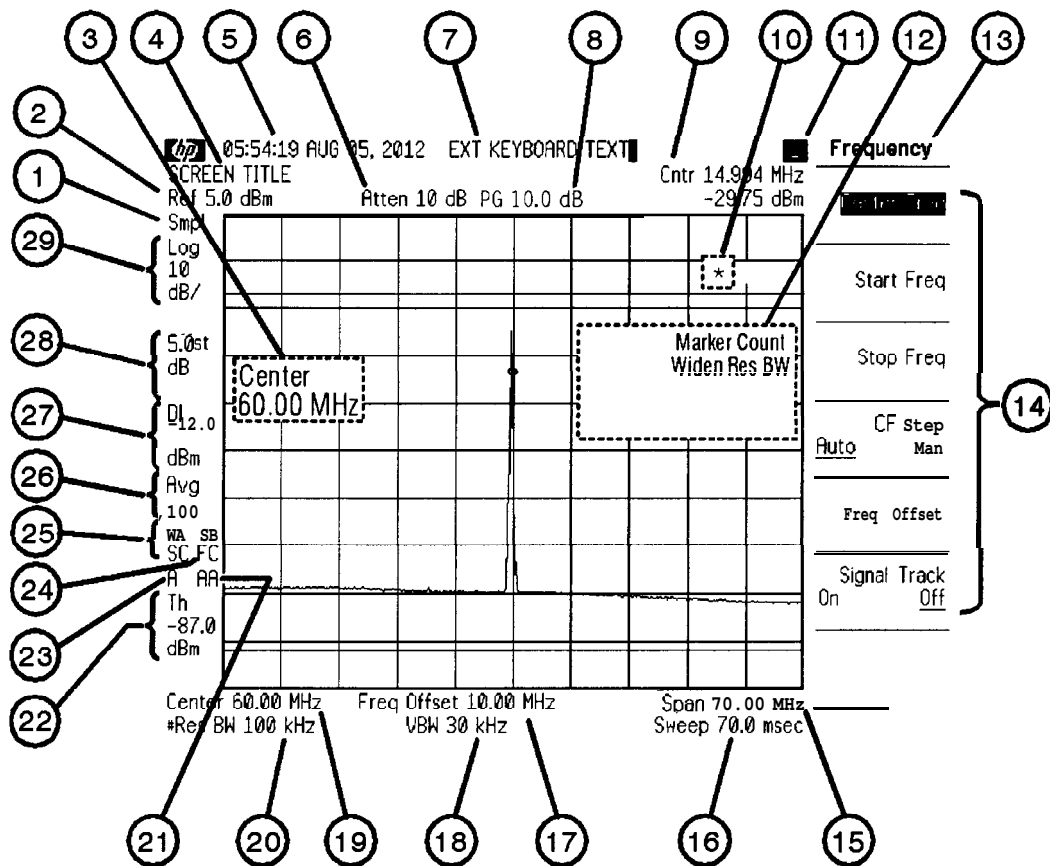 3 4 5 6 7 8 9 10 11 12 13
2
1
29
28
27
26
25
24
23
22
hp 05:54:19 AUG 05, 2012 EXT KEYBOARD TEXT
SCREEN TITLE
Cntr 14.994 MHz
Ref 5.0 dBm Atten 10 dB PG 10.0 dB -29.75 dBm
Smpl
Log
10
dB/
5.0st
dB
DL
-12.0
dBm
Avg
100
WA SB
SC FC
A AA
Th
-87.0
dBm
Center
60.00 MHz
*
Marker Count
Widen Res BW
Frequency
Start Freq
Stop Freq
CF Step
Auto Man
Freq Offset
Signal Track
On Off
14
Center 60.00 MHz Freq Offset 10.00 MHz Span 70.00 MHz
#Res BW 100 kHz VBW 30 kHz Sweep 70.0 msec
21 20 19 18 17 16 15